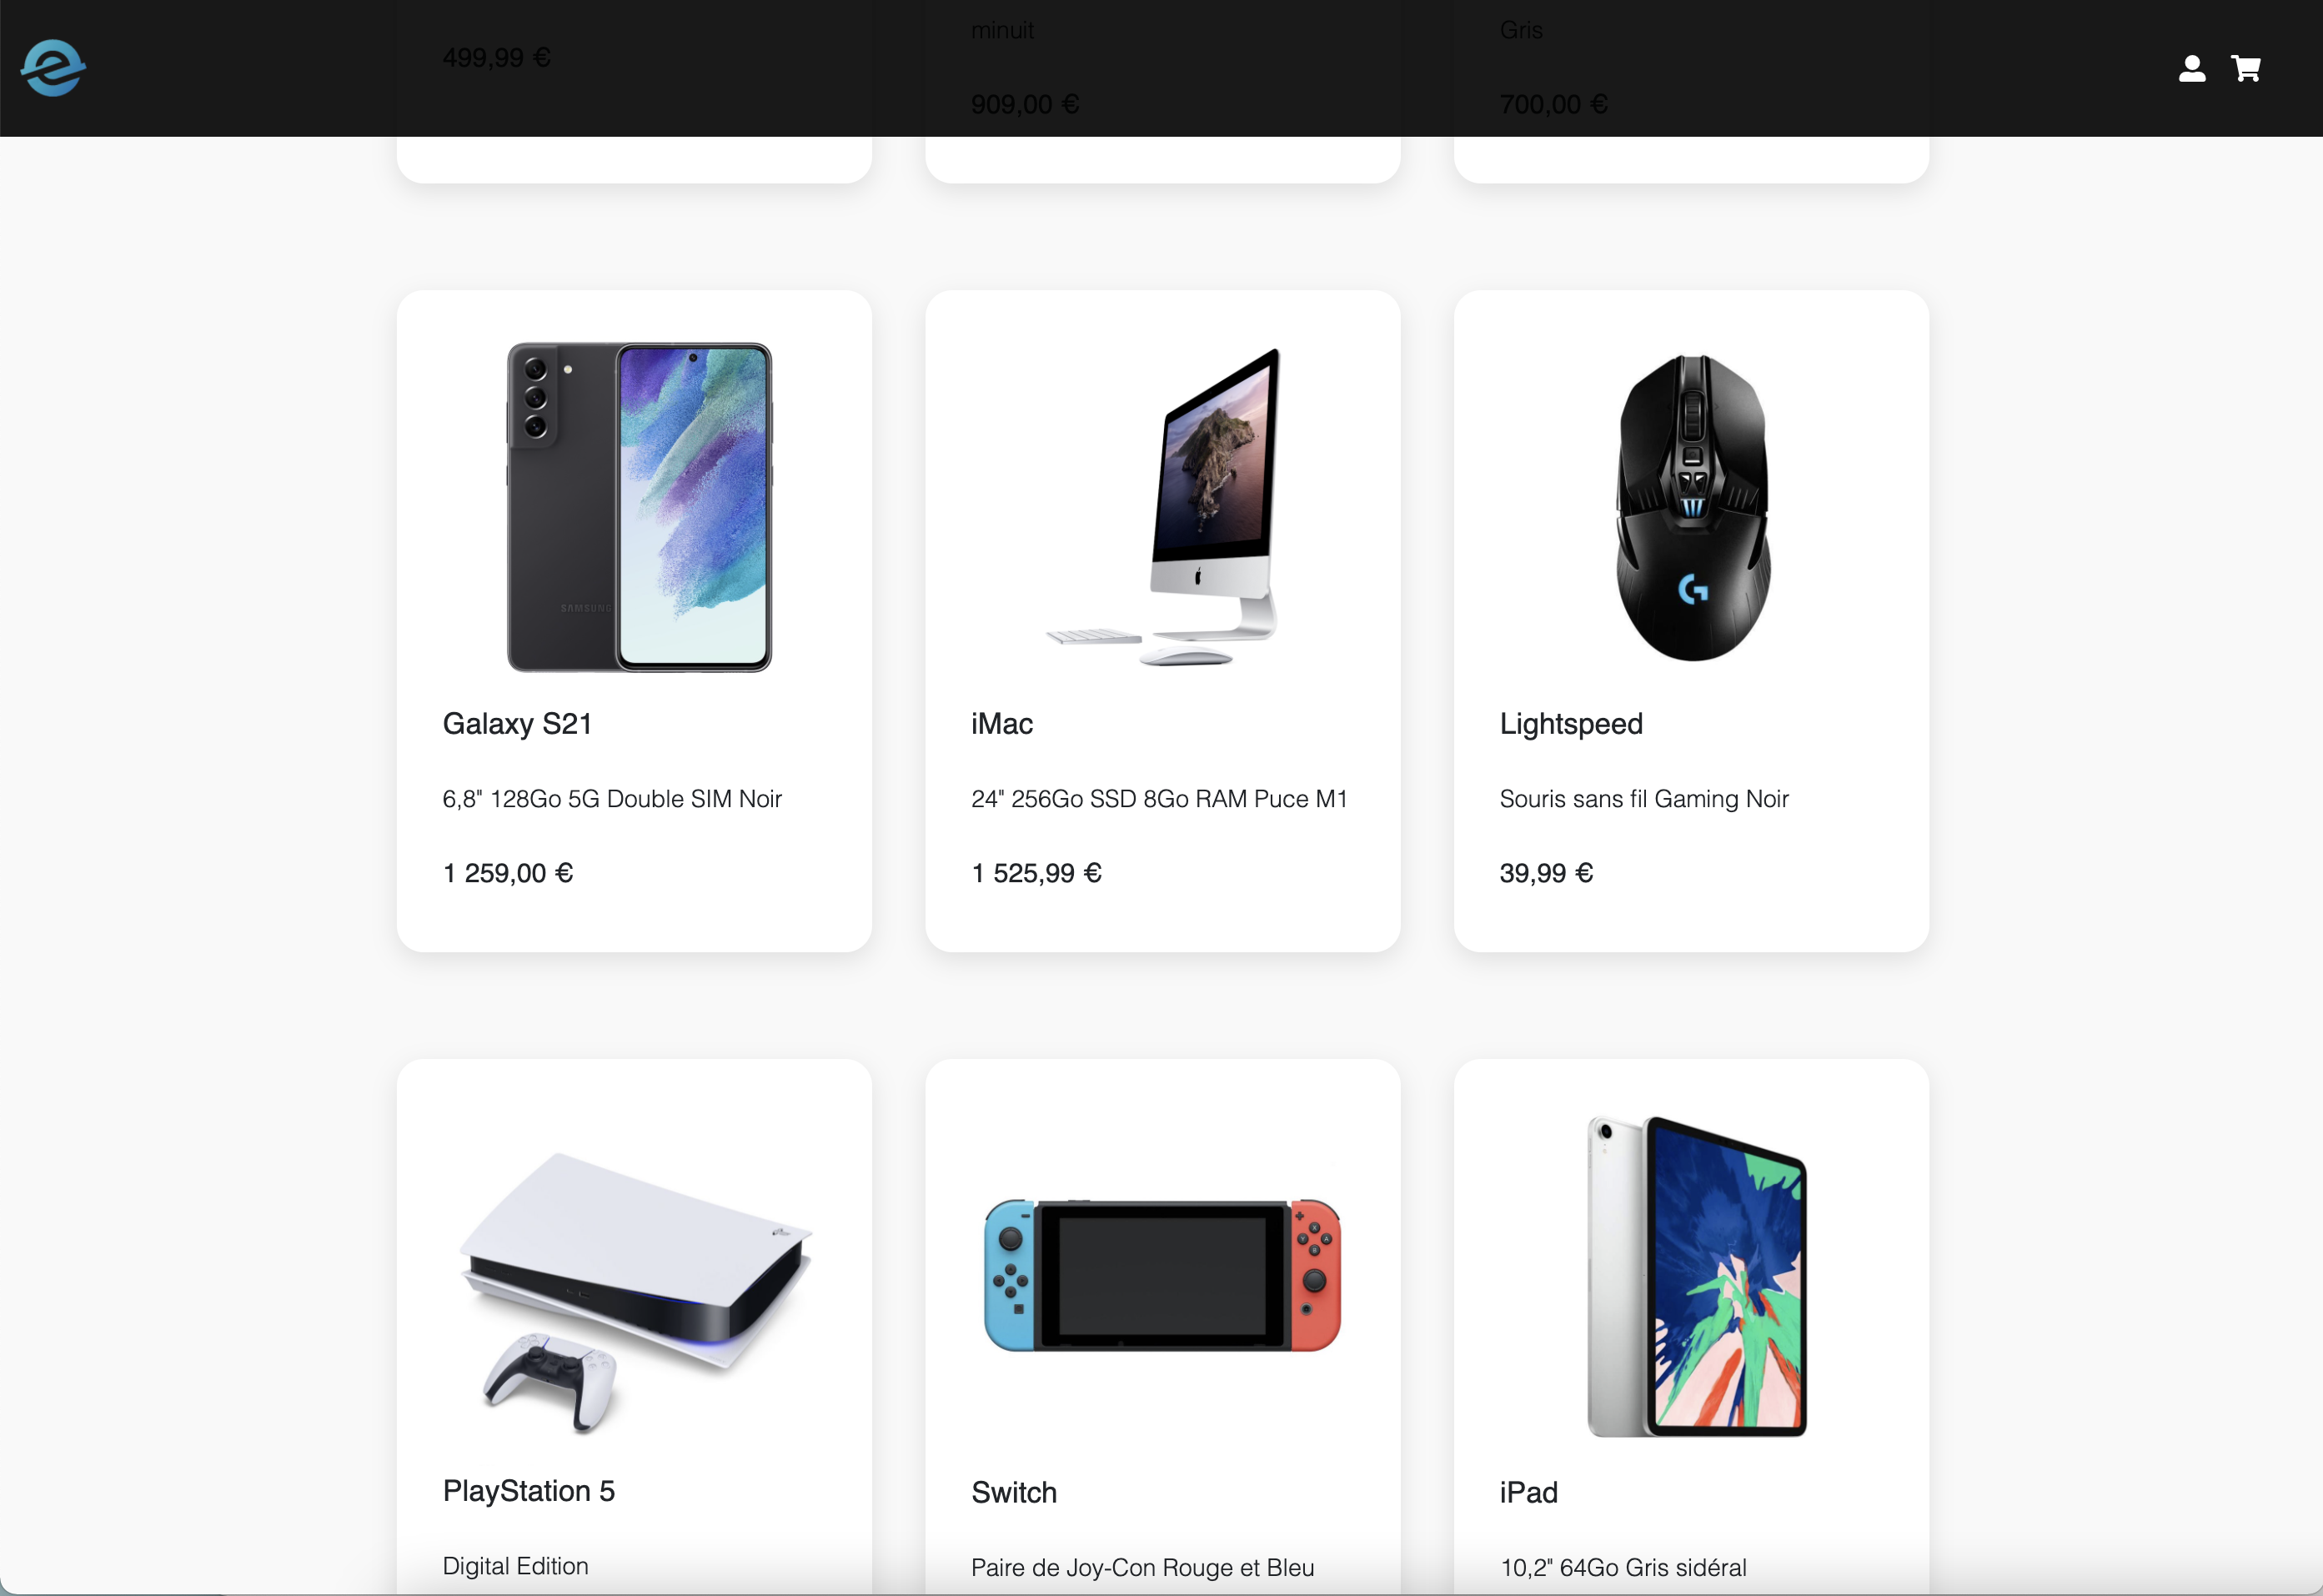 minuit
Gris
499,99 €
909,00 €
700,00 €
SAMSUNG
Galaxy S21
iMac
Lightspeed
6,8" 128Go 5G Double SIM Noir
24" 256Go SSD 8Go RAM Puce M1
Souris sans fil Gaming Noir
1 259,00 €
1 525,99 €
39,99 €
PlayStation 5
Switch
iPad
Digital Edition
Paire de Joy-Con Rouge et Bleu
10,2" 64Go Gris sidéral